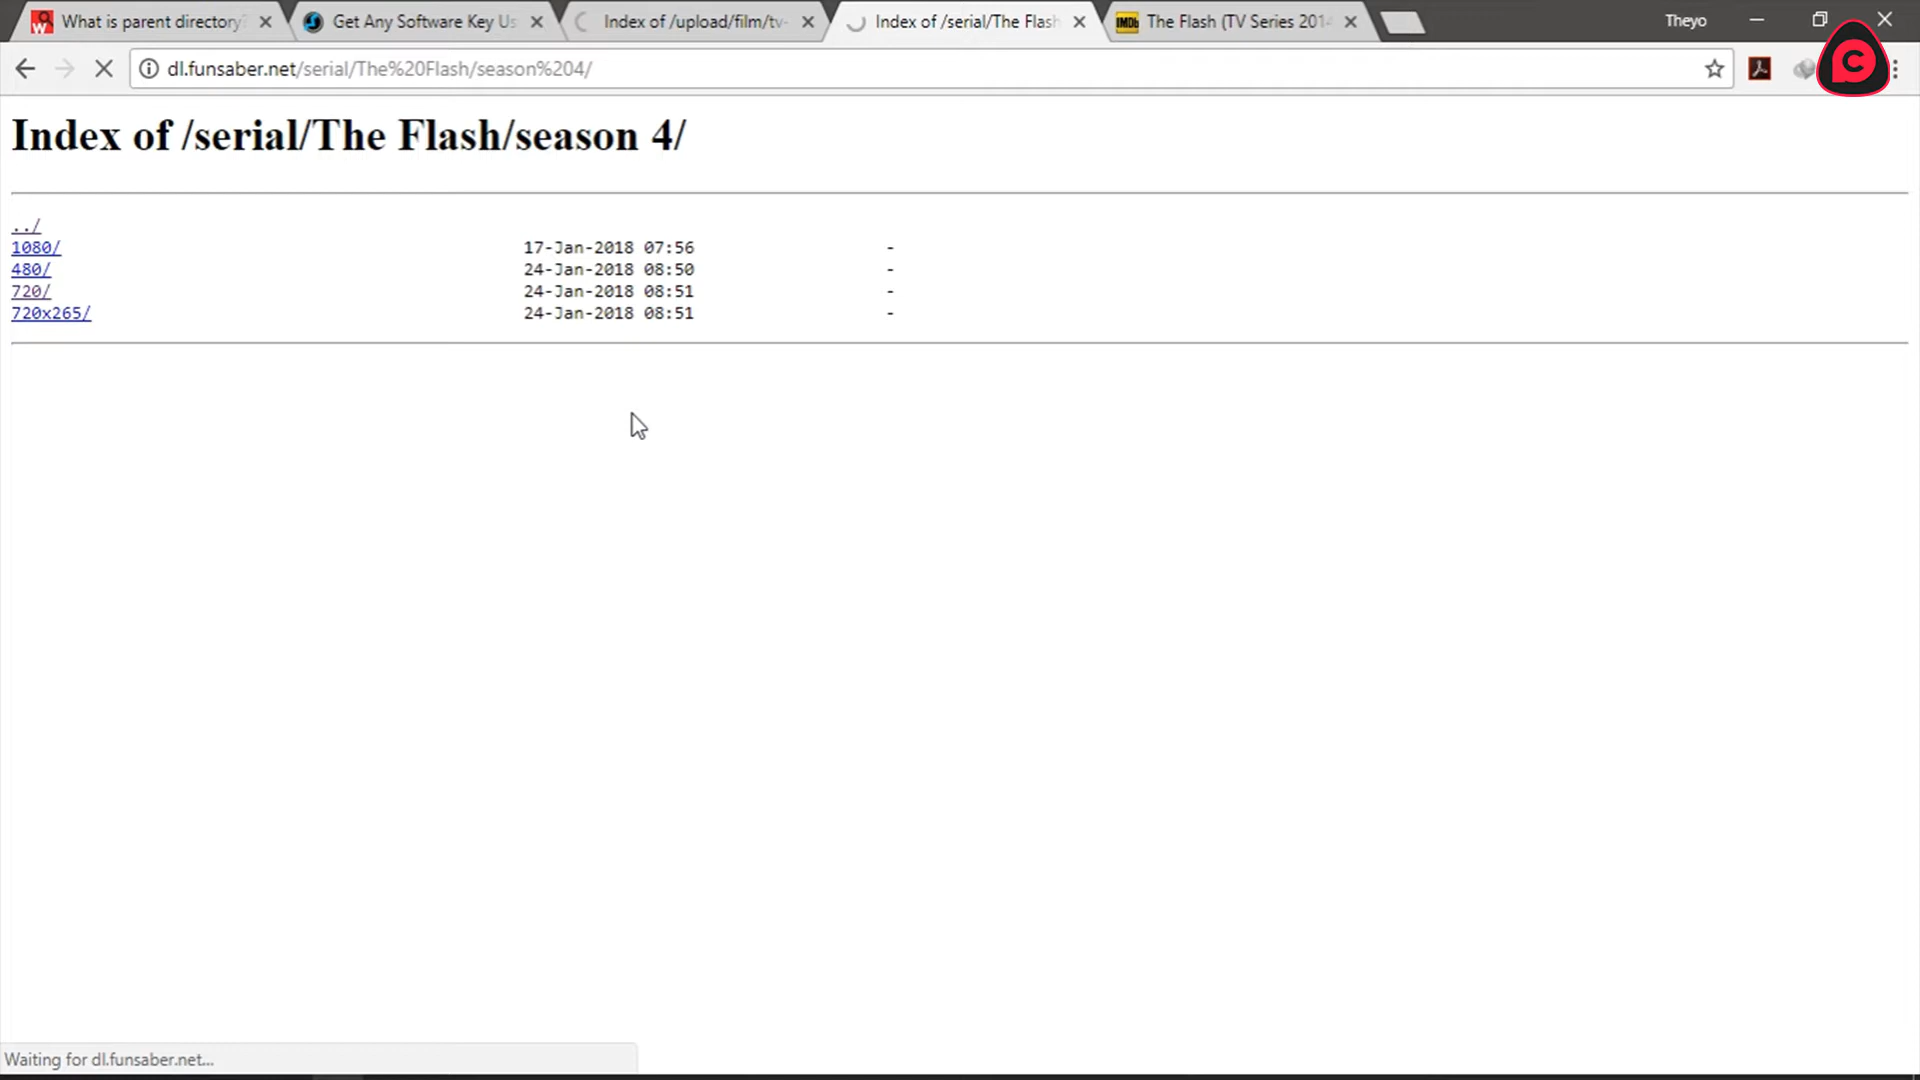 What is parent directory?
Get Any Software Key Us
Index of /upload/film/tv-
Index of /serial/The Flash
IMDb
The Flash (TV Series 2014
Theyo
dl.funsaber.net/serial/The%20Flash/season%204/
C
Index of /serial/The Flash/season 4/
../
1080/ 17-Jan-2018 07:56 -
480/ 24-Jan-2018 08:50 -
720/ 24-Jan-2018 08:51 -
720x265/ 24-Jan-2018 08:51 -
Waiting for dl.funsaber.net...